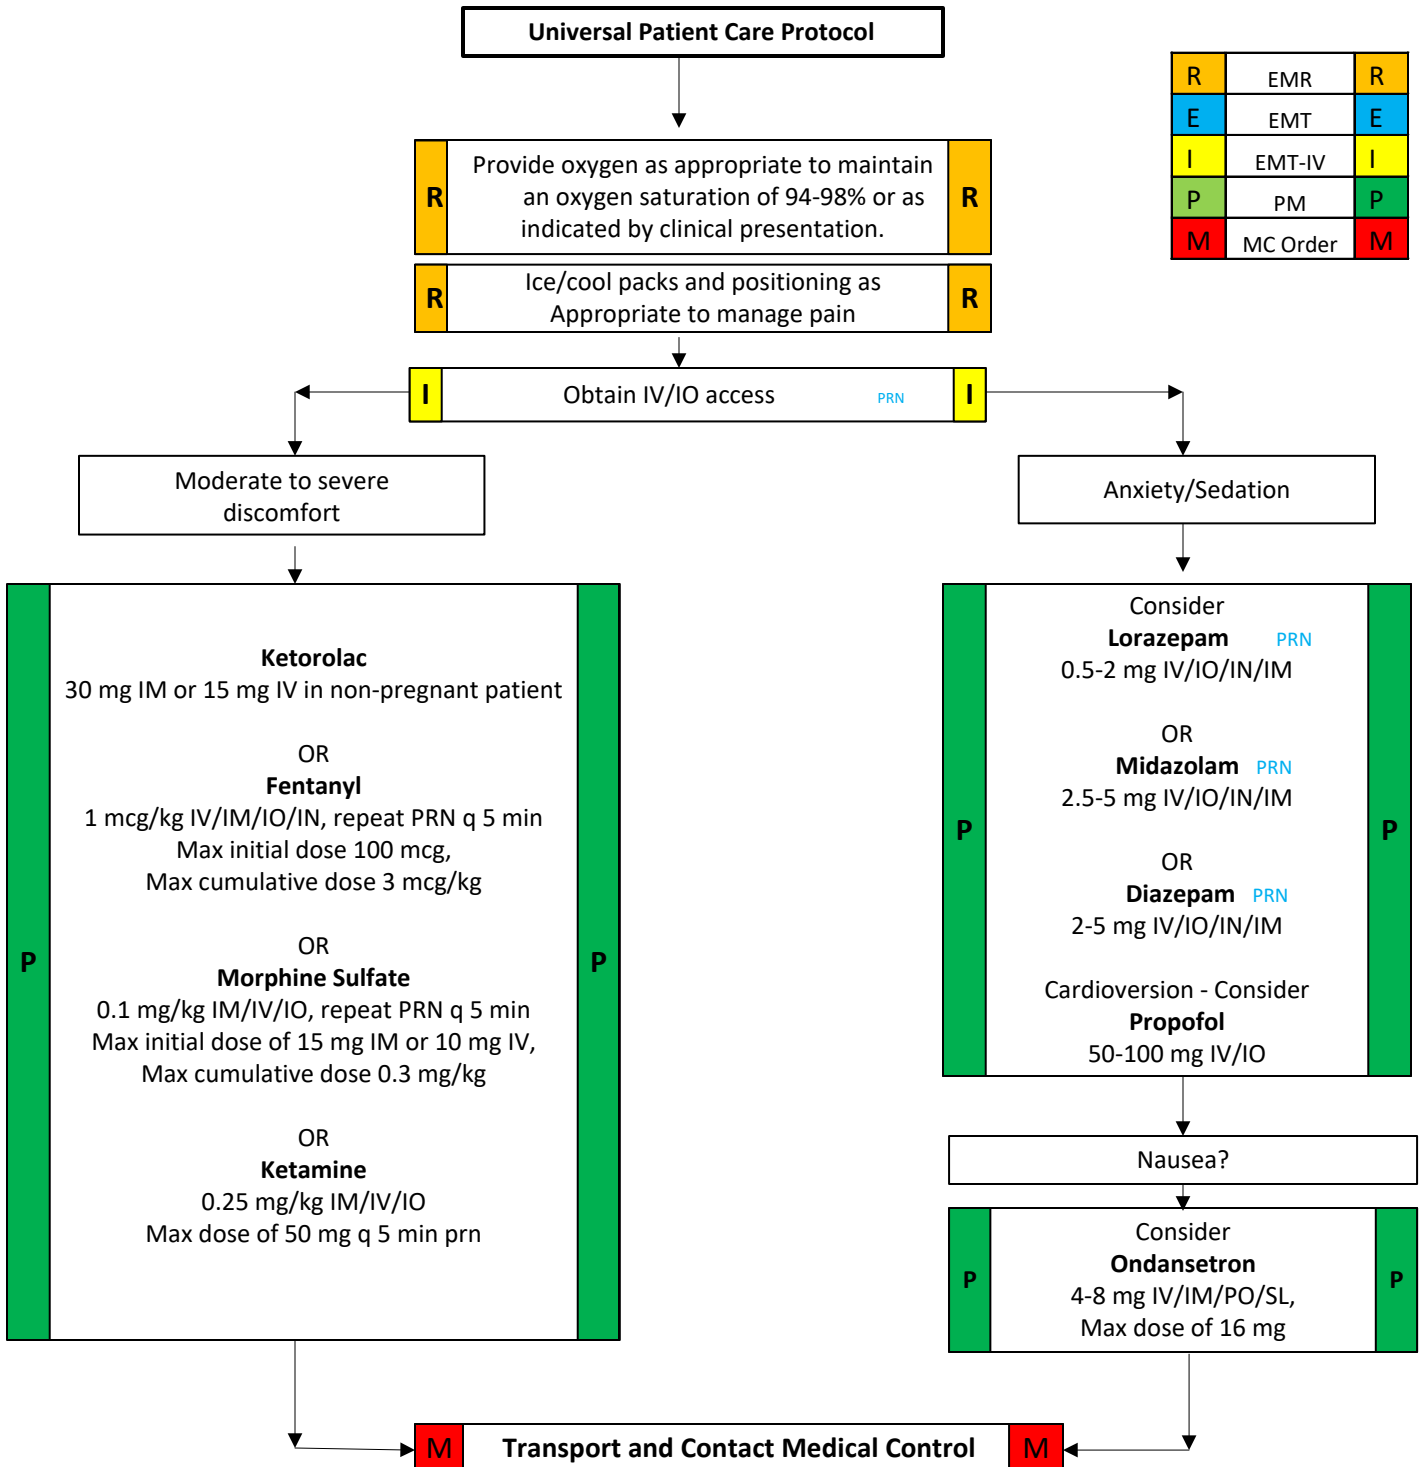 Universal Patient Care Protocol
R EMR R
E EMT E
I EMT-IV I
P PM P
M MC Order M
R Provide oxygen as appropriate to maintain R
an oxygen saturation of 94-98% or as
indicated by clinical presentation.
R Ice/cool packs and positioning as R
Appropriate to manage pain
I Obtain IV/IO access PRN I
Moderate to severe
discomfort
P P
Ketorolac
30 mg IM or 15 mg IV in non-pregnant patient
OR
Fentanyl
1 mcg/kg IV/IM/IO/IN, repeat PRN q 5 min
Max initial dose 100 mcg,
Max cumulative dose 3 mcg/kg
OR
Morphine Sulfate
0.1 mg/kg IM/IV/IO, repeat PRN q 5 min
Max initial dose of 15 mg IM or 10 mg IV,
Max cumulative dose 0.3 mg/kg
OR
Ketamine
0.25 mg/kg IM/IV/IO
Max dose of 50 mg q 5 min prn
Anxiety/Sedation
P P
Consider
Lorazepam PRN
0.5-2 mg IV/IO/IN/IM
OR
Midazolam PRN
2.5-5 mg IV/IO/IN/IM
OR
Diazepam PRN
2-5 mg IV/IO/IN/IM
Cardioversion - Consider
Propofol
50-100 mg IV/IO
Nausea?
P P
Consider
Ondansetron
4-8 mg IV/IM/PO/SL,
Max dose of 16 mg
M Transport and Contact Medical Control M